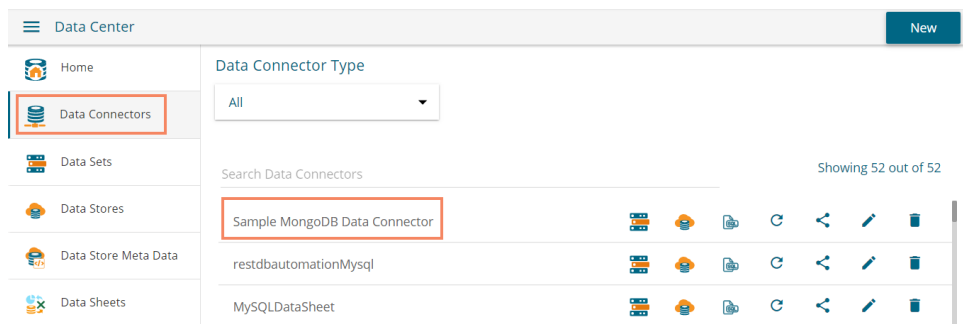 Data Center
New
Home
Data Connectors
Data Sets
Data Stores
Data Store Meta Data
Data Sheets
Data Connector Type
All
Search Data Connectors
Showing 52 out of 52
Sample MongoDB Data Connector
restdbautomationMysql
MySQLDataSheet